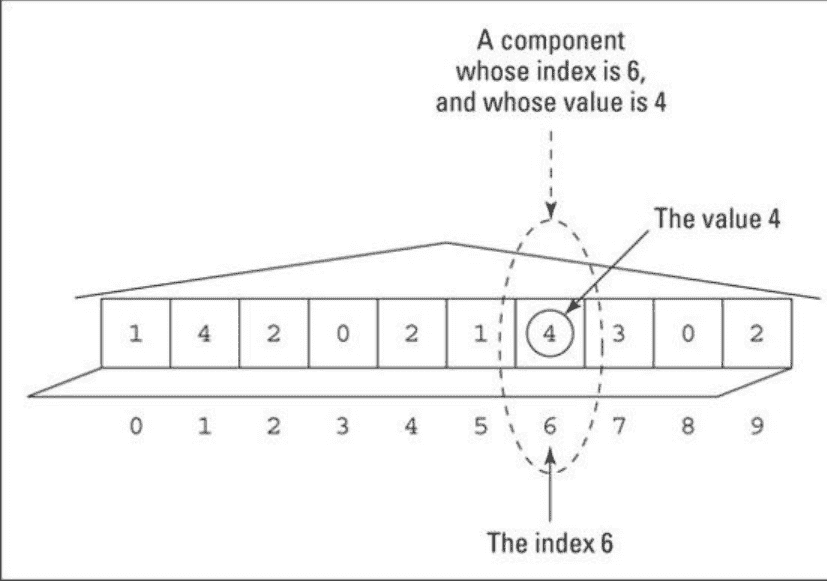 A component
whose index is 6,
and whose value is 4
The value 4
1 4 2 0 2 1 4 3 0 2
0 1 2 3 4 5 6 7 8 9
The index 6